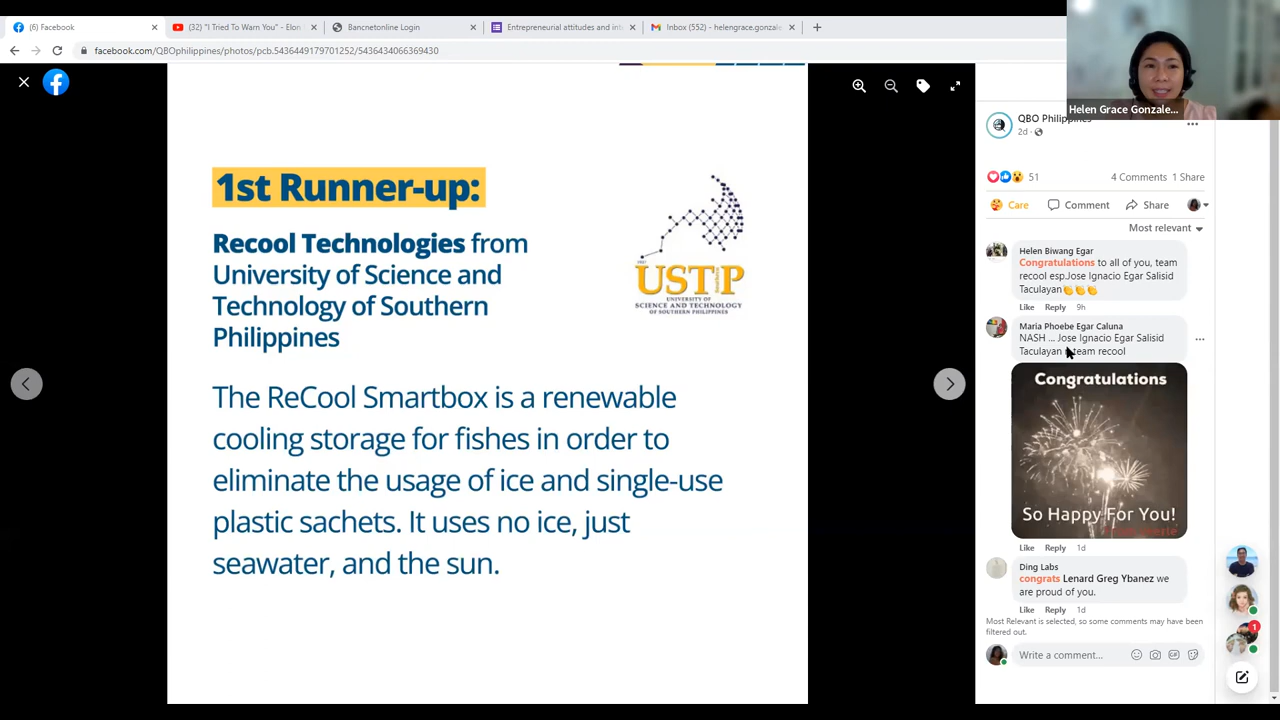 (6) Facebook
(32) "I Tried To Warn You" - Elon
Bancnetonline Login
Entrepreneurial attitudes and int
Inbox (552) - helengrace.gonzale
facebook.com/QBOphilippines/photos/pcb.5436449179701252/5436434066369430
Helen Grace Gonzale...
1st Runner-up:
Recool Technologies from
University of Science and
Technology of Southern
Philippines
USTP
UNIVERSITY OF
SCIENCE AND TECHNOLOGY
OF SOUTHERN PHILIPPINES
The ReCool Smartbox is a renewable
cooling storage for fishes in order to
eliminate the usage of ice and single-use
plastic sachets. It uses no ice, just
seawater, and the sun.
QBO Philippines
2d
51
4 Comments 1 Share
Care
Comment
Share
Most relevant
Helen Biwang Egar
Congratulations to all of you, team
recool esp.Jose Ignacio Egar Salisid
Taculayan
Like Reply 9h
Maria Phoebe Egar Caluna
NASH ... Jose Ignacio Egar Salisid
Taculayan team recool
Congratulations
So Happy For You!
Like Reply 1d
Ding Labs
congrats Lenard Greg Ybanez we
are proud of you.
Like Reply 1d
Most Relevant is selected, so some comments may have been
filtered out.
Write a comment...
1